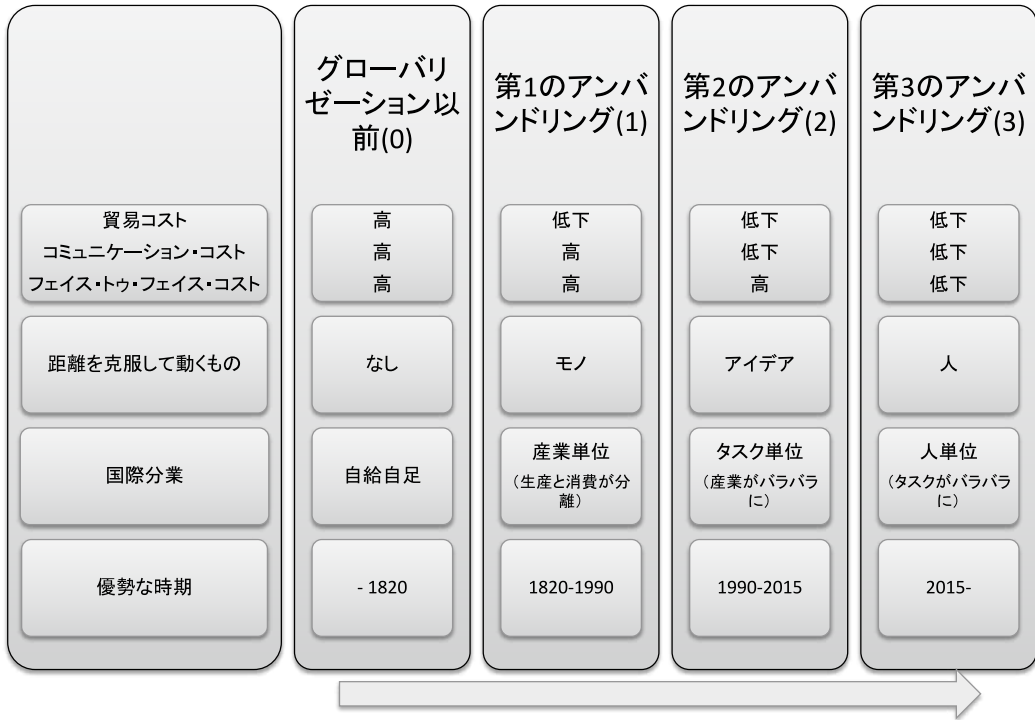 グローバリ
ゼーション以
前(0)
第1のアンバ
ンドリング(1)
第2のアンバ
ンドリング(2)
第3のアンバ
ンドリング(3)
貿易コスト
コミュニケーション・コスト
フェイス・トゥ・フェイス・コスト
高
高
高
低下
高
高
低下
低下
高
低下
低下
低下
距離を克服して動くもの
なし
モノ
アイデア
人
国際分業
自給自足
産業単位
（生産と消費が分
離）
タスク単位
（産業がバラバラ
に）
人単位
（タスクがバラバラ
に）
優勢な時期
- 1820
1820-1990
1990-2015
2015-